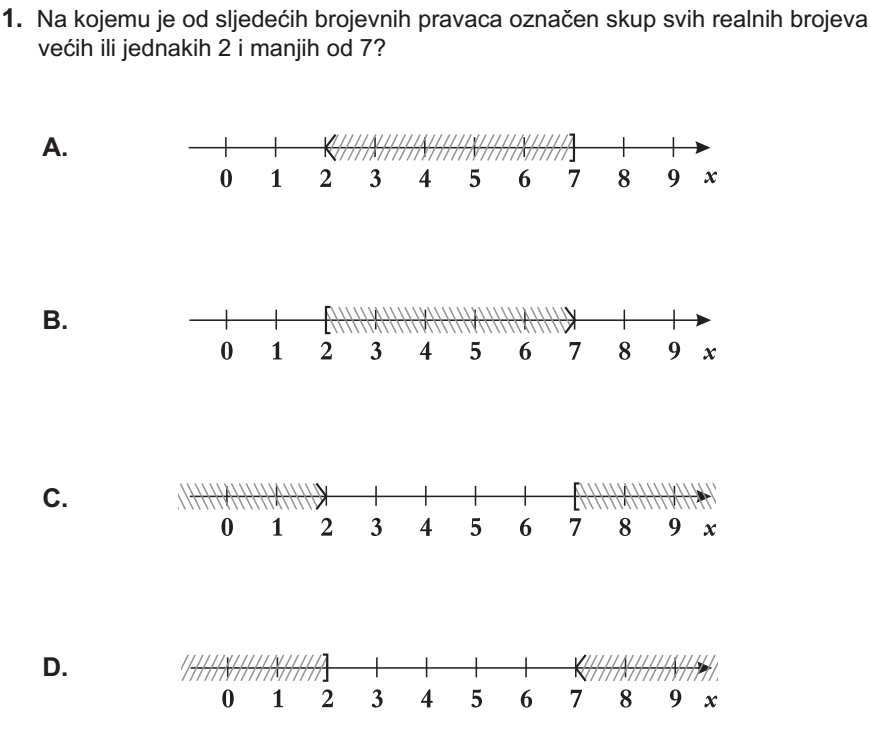 1. Na kojemu je od sljedećih brojevnih pravaca označen skup svih realnih brojeva
većih ili jednakih 2 i manjih od 7?
A.
0 1 2 3 4 5 6 7 8 9 x
B.
0 1 2 3 4 5 6 7 8 9 x
C.
0 1 2 3 4 5 6 7 8 9 x
D.
0 1 2 3 4 5 6 7 8 9 x